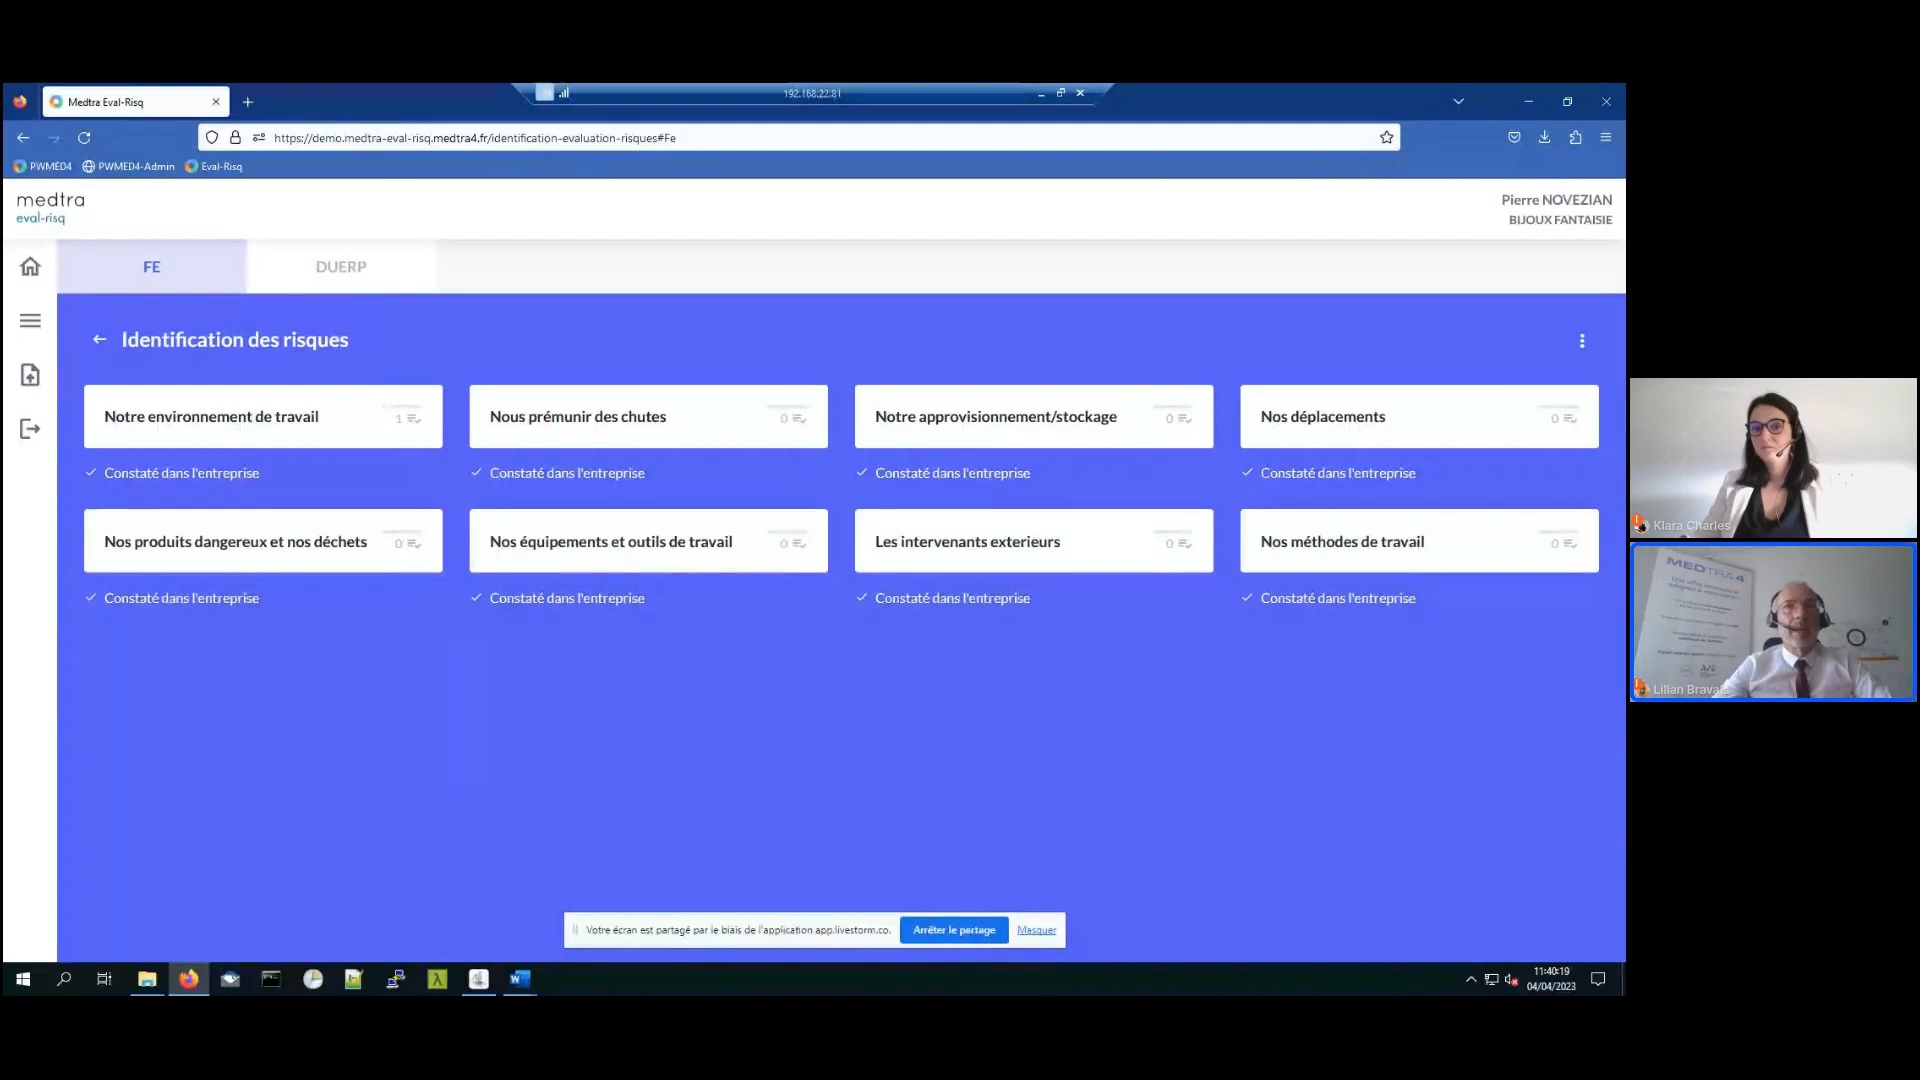 Medtra Eval-Risq
192.168.22.81
https://demo.medtra-eval-risq.medtra4.fr/identification-evaluation-risques#Fe
PWMED4
PWMED4-Admin
Eval-Risq
medtra
eval-risq
Pierre NOVEZIAN
BIJOUX FANTAISIE
FE
DUERP
Identification des risques
Notre environnement de travail
1
Nous prémunir des chutes
0
Notre approvisionnement/stockage
0
Nos déplacements
0
Constaté dans l'entreprise
Constaté dans l'entreprise
Constaté dans l'entreprise
Constaté dans l'entreprise
Nos produits dangereux et nos déchets
0
Nos équipements et outils de travail
0
Les intervenants exterieurs
0
Nos méthodes de travail
0
Constaté dans l'entreprise
Constaté dans l'entreprise
Constaté dans l'entreprise
Constaté dans l'entreprise
Votre écran est partagé par le biais de l'application app.livestorm.co.
Arrêter le partage
Masquer
11:40:19
04/04/2023
Klara Charles
MEDTRA4
Lilian Bravais